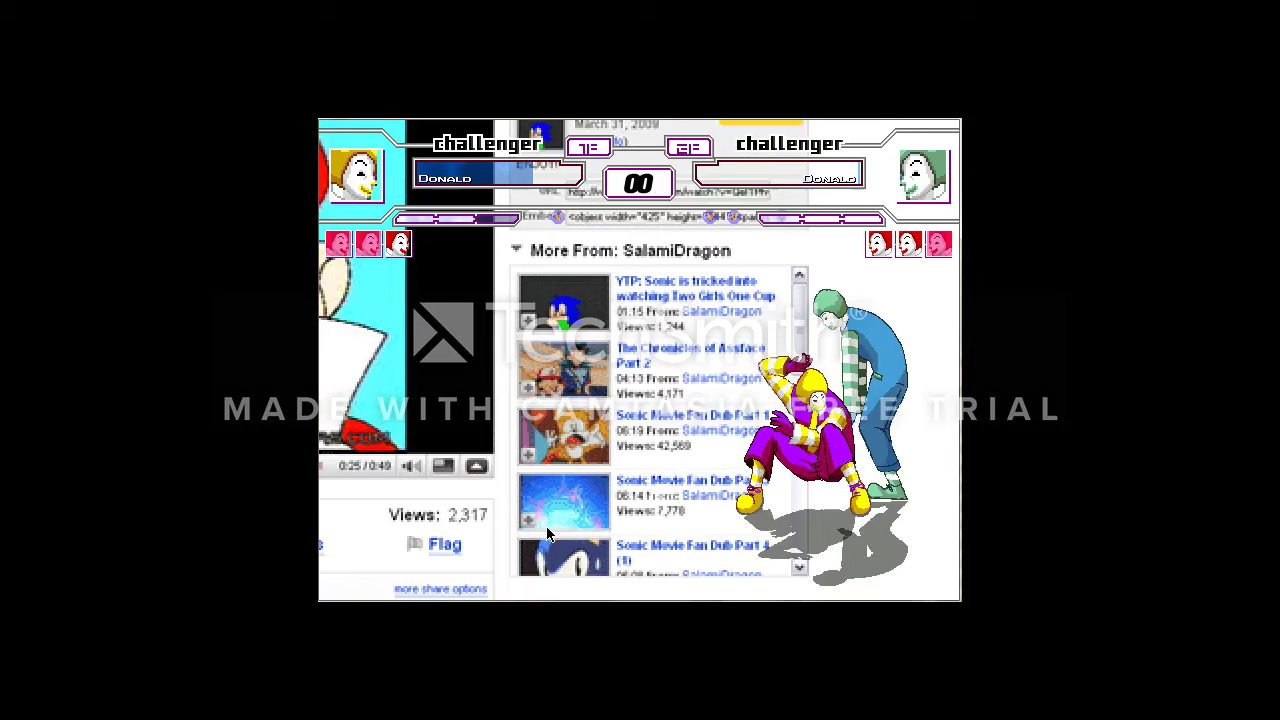 March 31, 2009
challenger
challenger
DONALD
00
DONALD
More From: SalamiDragon
YTP: Sonic is tricked into
watching Two Girls One Cup
01:15 From: SalamiDragon
TechSmith®
The Chronicles of Assface
Part 2
04:13 From: SalamiDragon
Views: 4,171
MADE WITH CAMTASIA FREE TRIAL
Sonic Movie Fan Dub Part 1
06:19 From: SalamiDragon
Views: 42,569
0:25 / 0:49
Sonic Movie Fan Dub
06:14 From: SalamiDragon
Views: 7,778
Views: 2,317
Flag
Sonic Movie Fan Dub Part 4
(1)
more share options